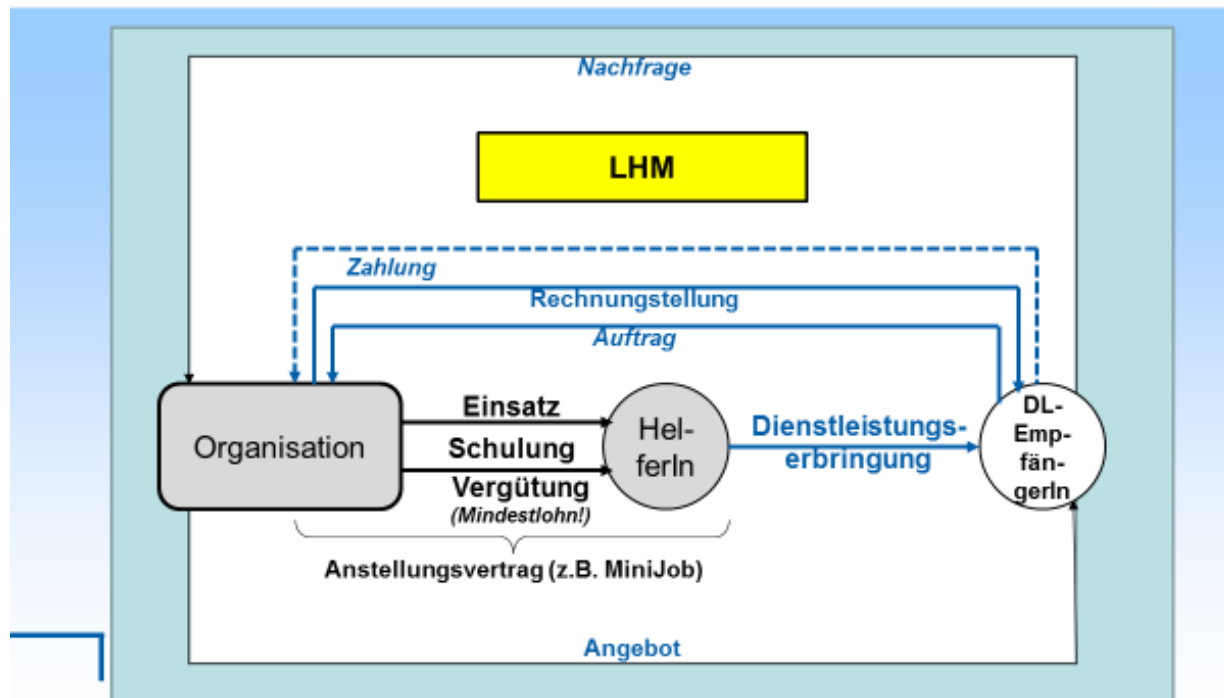 Nachfrage
LHM
Zahlung
Rechnungstellung
Auftrag
Organisation
Einsatz
Schulung
Vergütung
(Mindestlohn!)
Hel-
ferIn
Dienstleistungs-
erbringung
DL-
Emp-
fän-
gerIn
Anstellungsvertrag (z.B. MiniJob)
Angebot